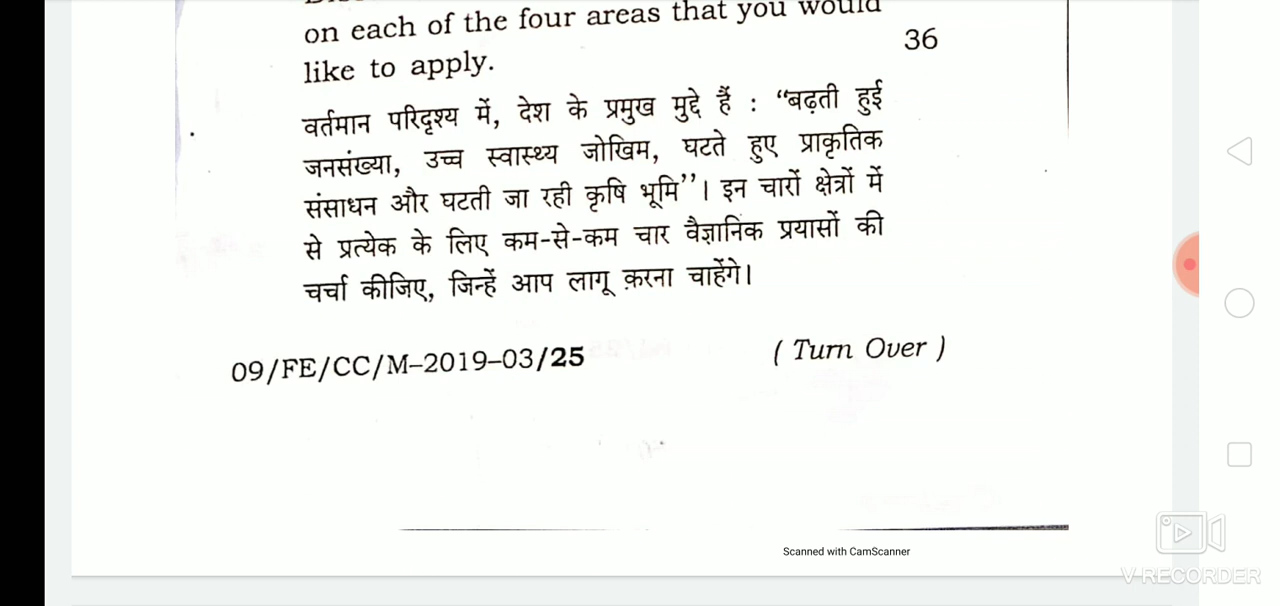 on each of the four areas that you would
like to apply.
36
वर्तमान परिदृश्य में, देश के प्रमुख मुद्दे हैं : “बढ़ती हुई
जनसंख्या, उच्च स्वास्थ्य जोखिम, घटते हुए प्राकृतिक
संसाधन और घटती जा रही कृषि भूमि”। इन चारों क्षेत्रों में
से प्रत्येक के लिए कम-से-कम चार वैज्ञानिक प्रयासों की
चर्चा कीजिए, जिन्हें आप लागू करना चाहेंगे।
09/FE/CC/M–2019–03/25
( Turn Over )
Scanned with CamScanner
V RECORDER